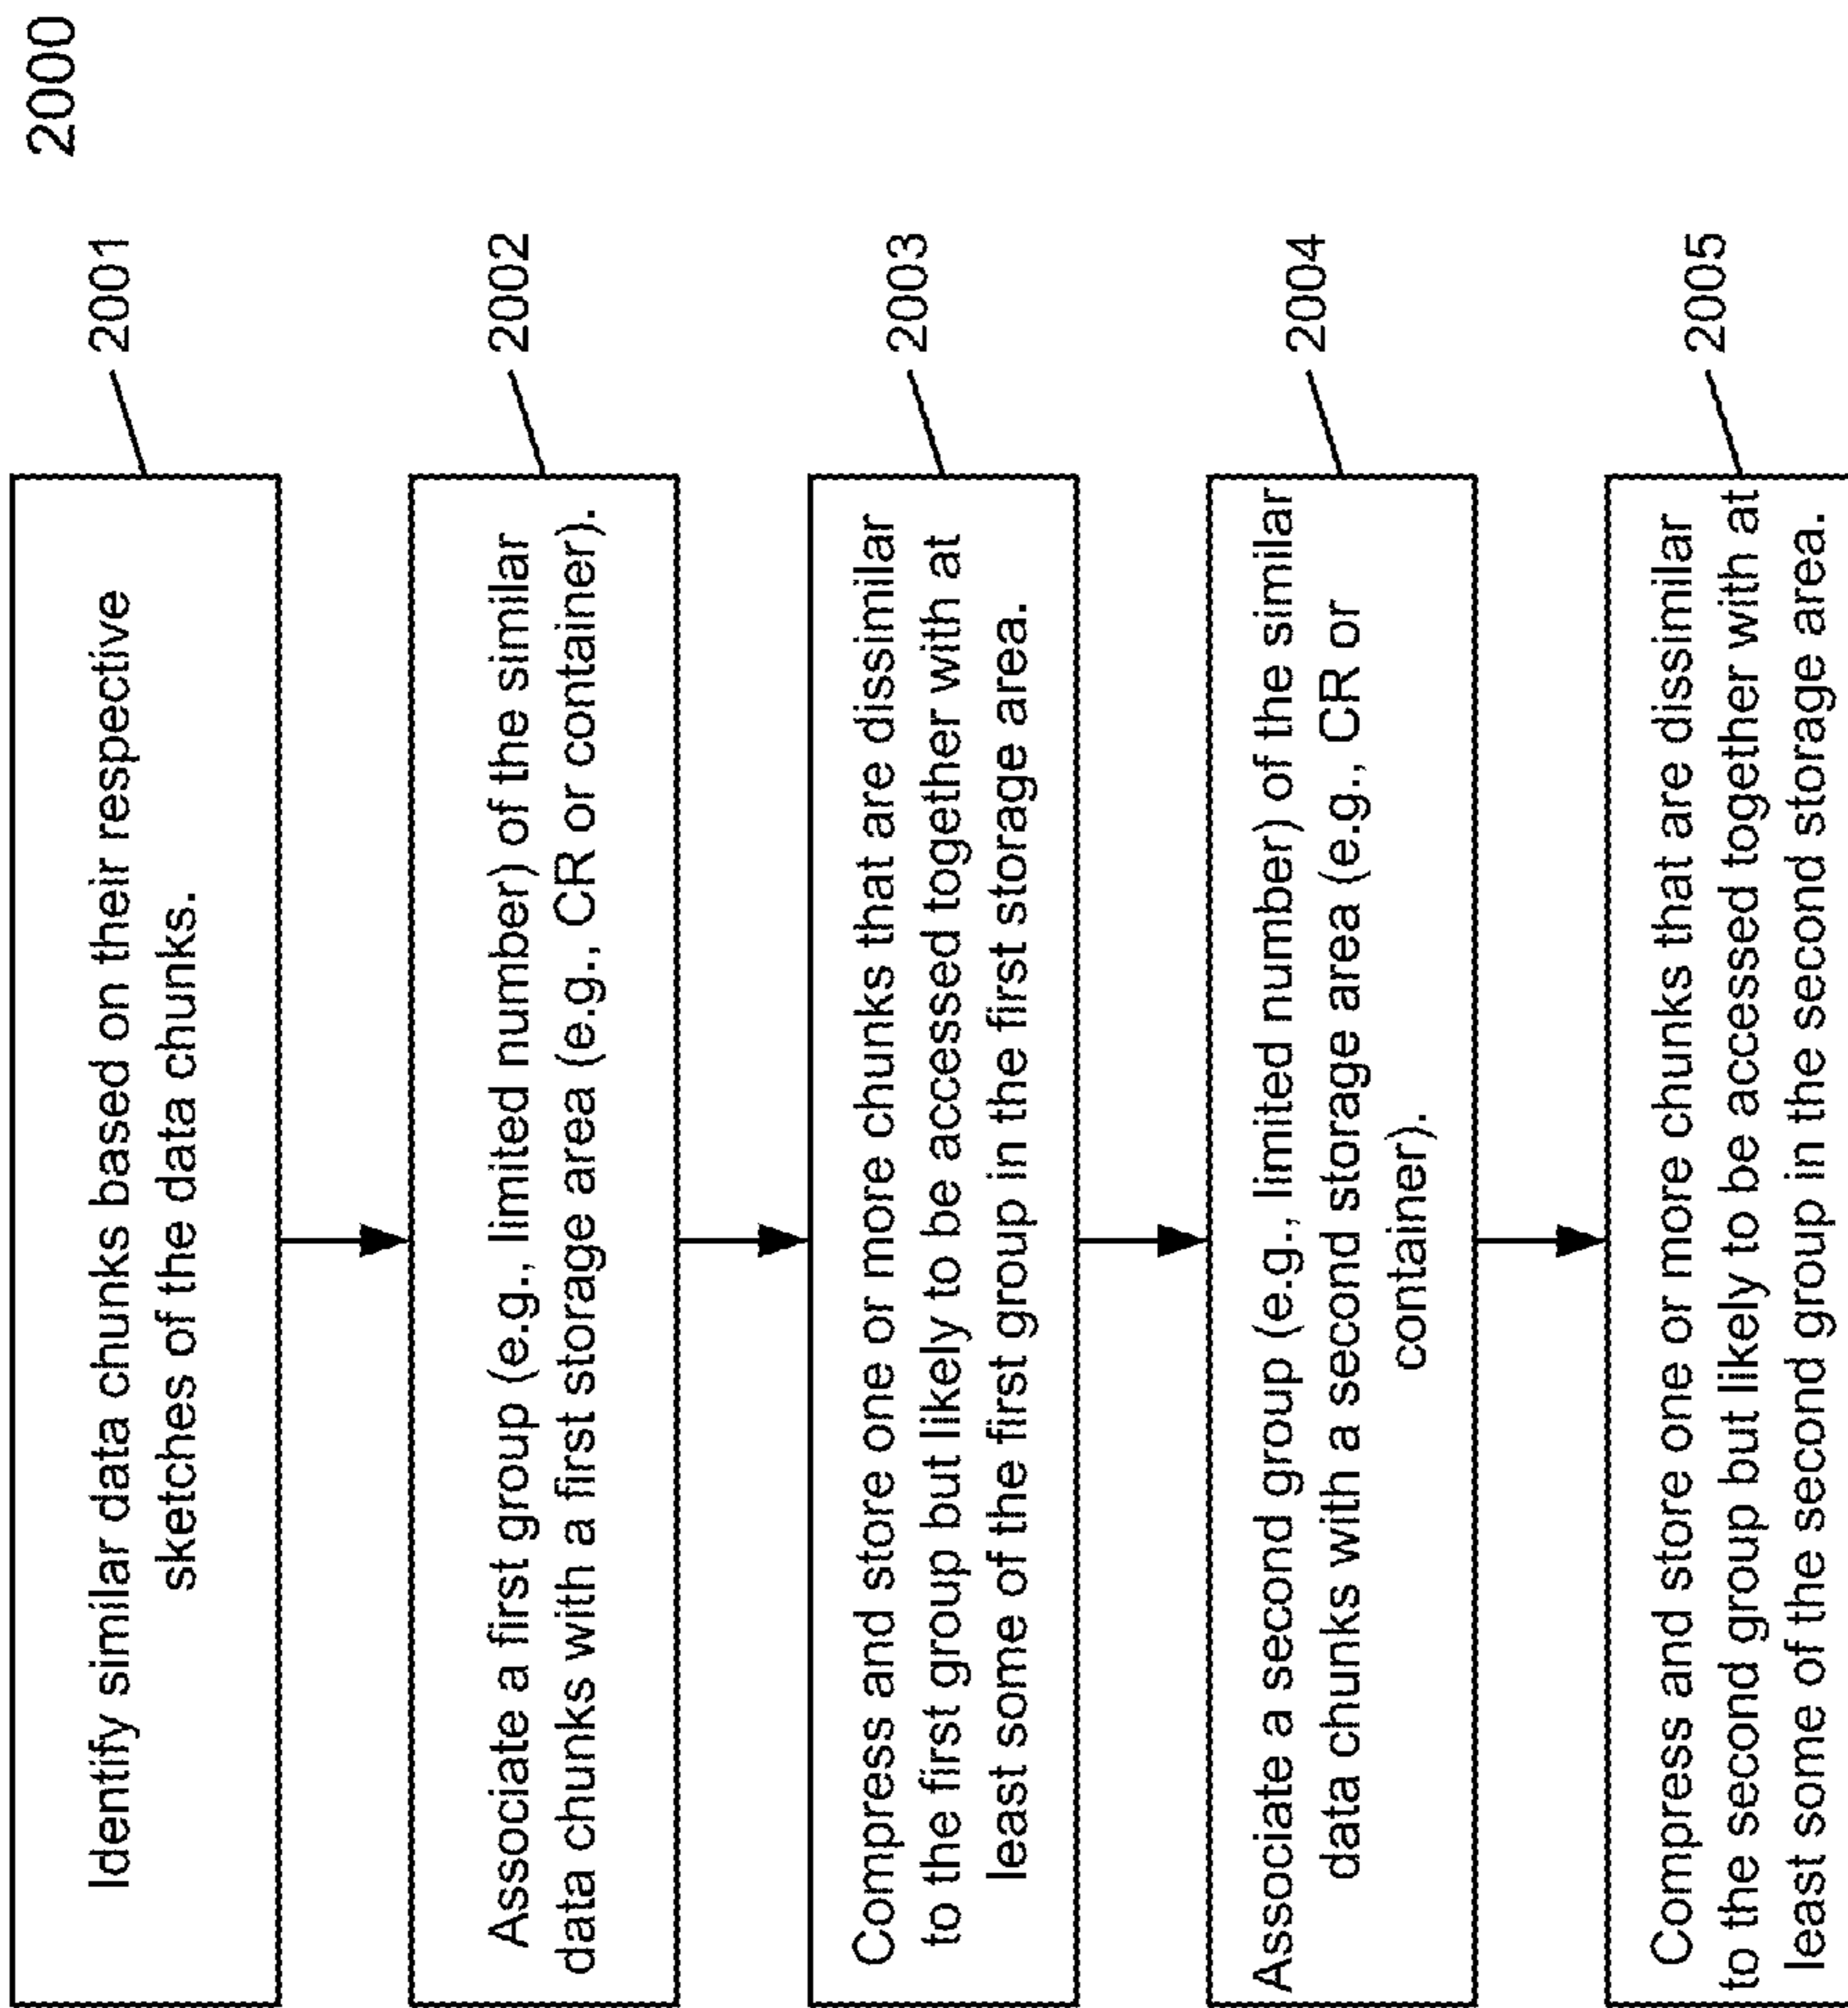 2000
Identify similar data chunks based on their respective
sketches of the data chunks.
2001
Associate a first group (e.g., limited number) of the similar
data chunks with a first storage area (e.g., CR or container).
2002
Compress and store one or more chunks that are dissimilar
to the first group but likely to be accessed together with at
least some of the first group in the first storage area.
2003
Associate a second group (e.g., limited number) of the similar
data chunks with a second storage area (e.g., CR or
container).
2004
Compress and store one or more chunks that are dissimilar
to the second group but likely to be accessed together with at
least some of the second group in the second storage area.
2005